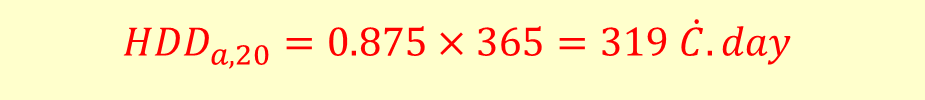 HDD_{a,20} = 0.875 × 365 = 319 Ċ.day